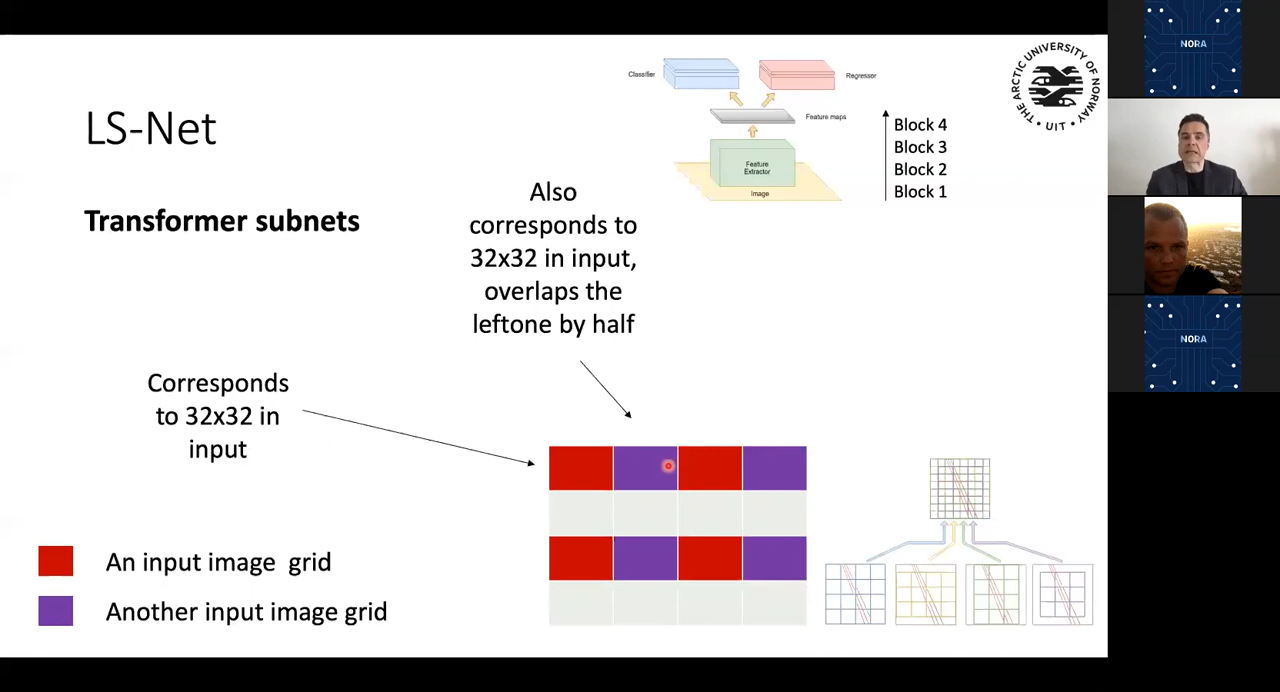 LS-Net
Transformer subnets
Classifier
Regressor
Feature maps
Feature
Extractor
Image
Block 4
Block 3
Block 2
Block 1
THE ARCTIC UNIVERSITY OF NORWAY
UIT
Also
corresponds to
32x32 in input,
overlaps the
leftone by half
Corresponds
to 32x32 in
input
An input image grid
Another input image grid
NORA
NORA